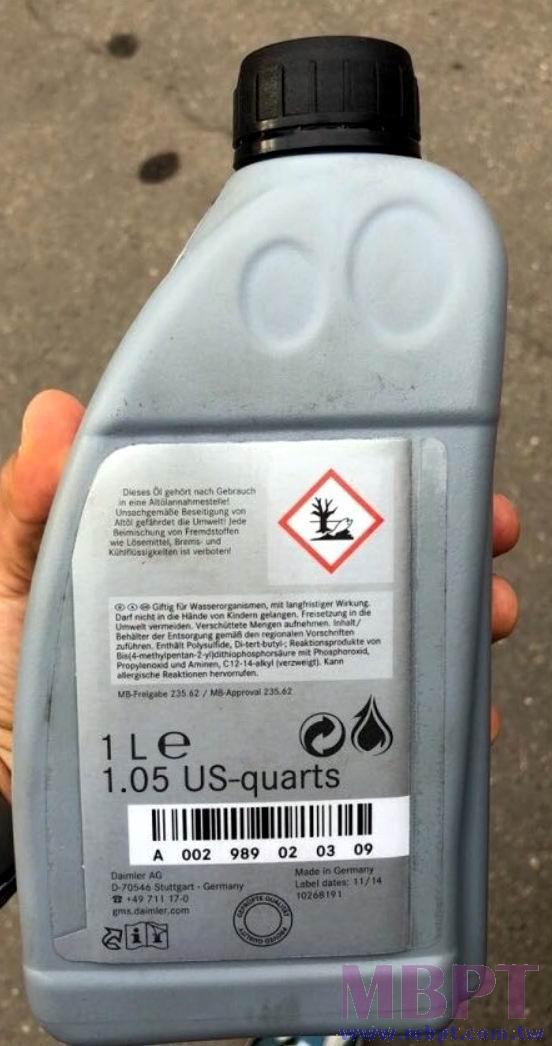 Dieses Öl gehört nach Gebrauch
in eine Altölannahmestelle!
Unsachgemäße Beseitigung von
Altöl gefährdet die Umwelt! Jede
Beimischung von Fremdstoffen
wie Lösemittel, Brems- und
Kühlflüssigkeiten ist verboten!
Giftig für Wasserorganismen, mit langfristiger Wirkung.
Darf nicht in die Hände von Kindern gelangen. Freisetzung in die
Umwelt vermeiden. Verschüttete Mengen aufnehmen. Inhalt/
Behälter der Entsorgung gemäß den regionalen Vorschriften
zuführen. Enthält Polysulfide, Di-tert-butyl-; Reaktionsprodukte von
Bis(4-methylpentan-2-yl)dithiophosphorsäure mit Phosphoroxid,
Propylenoxid und Aminen, C12-14-alkyl (verzweigt). Kann
allergische Reaktionen hervorrufen.
MB-Freigabe 235.62 / MB-Approval 235.62
1 L e
1.05 US-quarts
A 002 989 02 03 09
Daimler AG
D-70546 Stuttgart - Germany
☎ +49 711 17-0
gms.daimler.com
Made in Germany
Label dates: 11/14
10268191
GEPRÜFTE QUALITÄT
PROVED QUALITY
MBPT
www.mbpt.com.tw